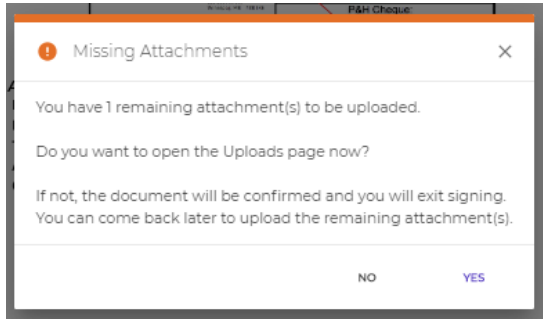 P&H Cheque:
Missing Attachments
You have 1 remaining attachment(s) to be uploaded.
Do you want to open the Uploads page now?
If not, the document will be confirmed and you will exit signing.
You can come back later to upload the remaining attachment(s).
NO YES